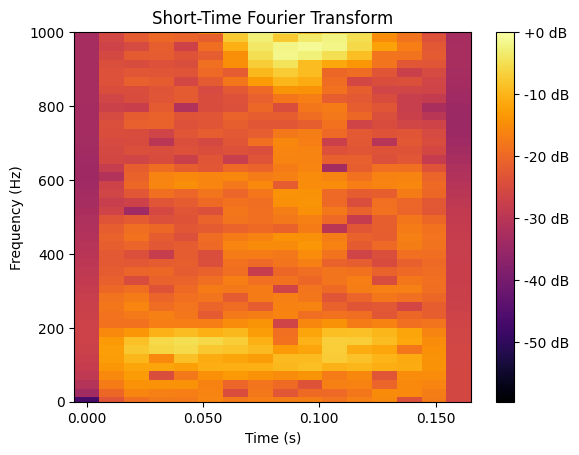 Short-Time Fourier Transform
Frequency (Hz)
1000
800
600
400
200
0
0.000
0.050
0.100
0.150
Time (s)
+0 dB
-10 dB
-20 dB
-30 dB
-40 dB
-50 dB